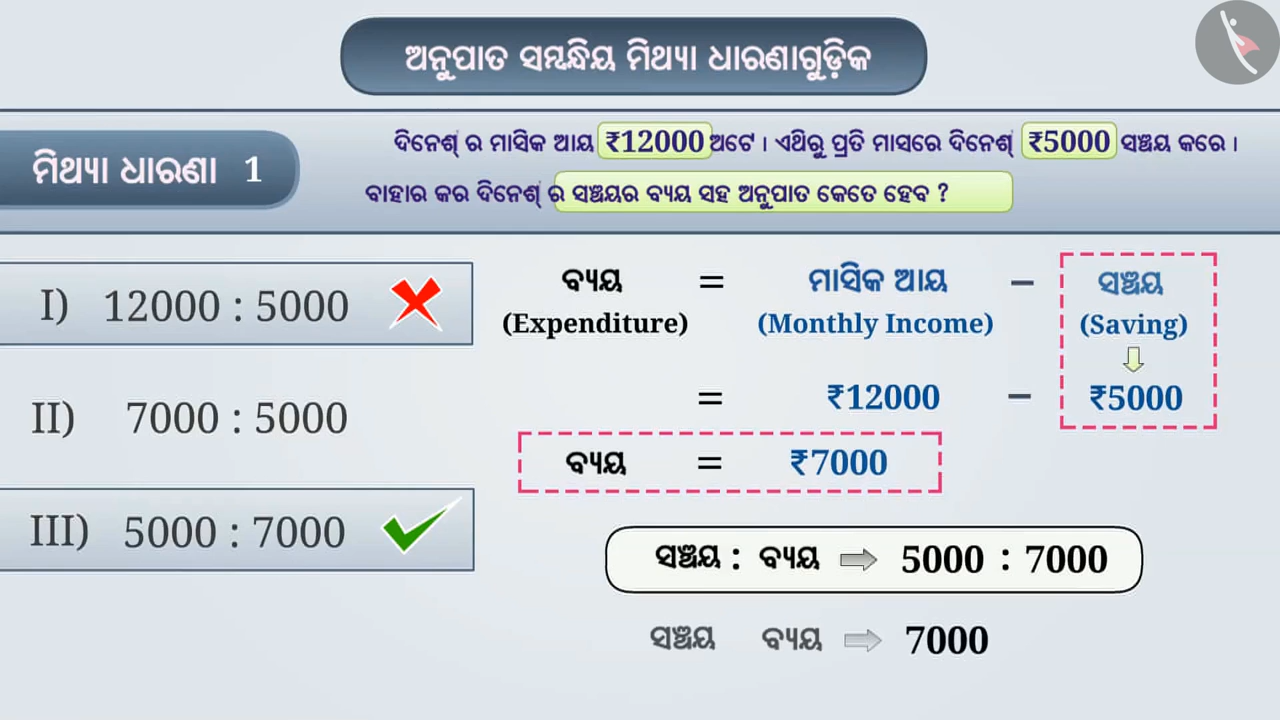 ଅନୁପାତ ସମ୍ବନ୍ଧିୟ ମିଥ୍ୟା ଧାରଣାଗୁଡ଼ିକ
ମିଥ୍ୟା ଧାରଣା 1
ଦିନେଶ୍ ର ମାସିକ ଆୟ ₹12000 ଅଟେ । ଏଥିରୁ ପ୍ରତି ମାସରେ ଦିନେଶ୍ ₹5000 ସଞ୍ଚୟ କରେ ।
ବାହାର କର ଦିନେଶ୍ ର ସଞ୍ଚୟର ବ୍ୟୟ ସହ ଅନୁପାତ କେତେ ହେବ ?
I) 12000 : 5000
II) 7000 : 5000
III) 5000 : 7000
ବ୍ୟୟ = ମାସିକ ଆୟ − ସଞ୍ଚୟ
(Expenditure) (Monthly Income) (Saving)
= ₹12000 − ₹5000
ବ୍ୟୟ = ₹7000
ସଞ୍ଚୟ : ବ୍ୟୟ ⇒ 5000 : 7000
ସଞ୍ଚୟ ବ୍ୟୟ ⇒ 7000